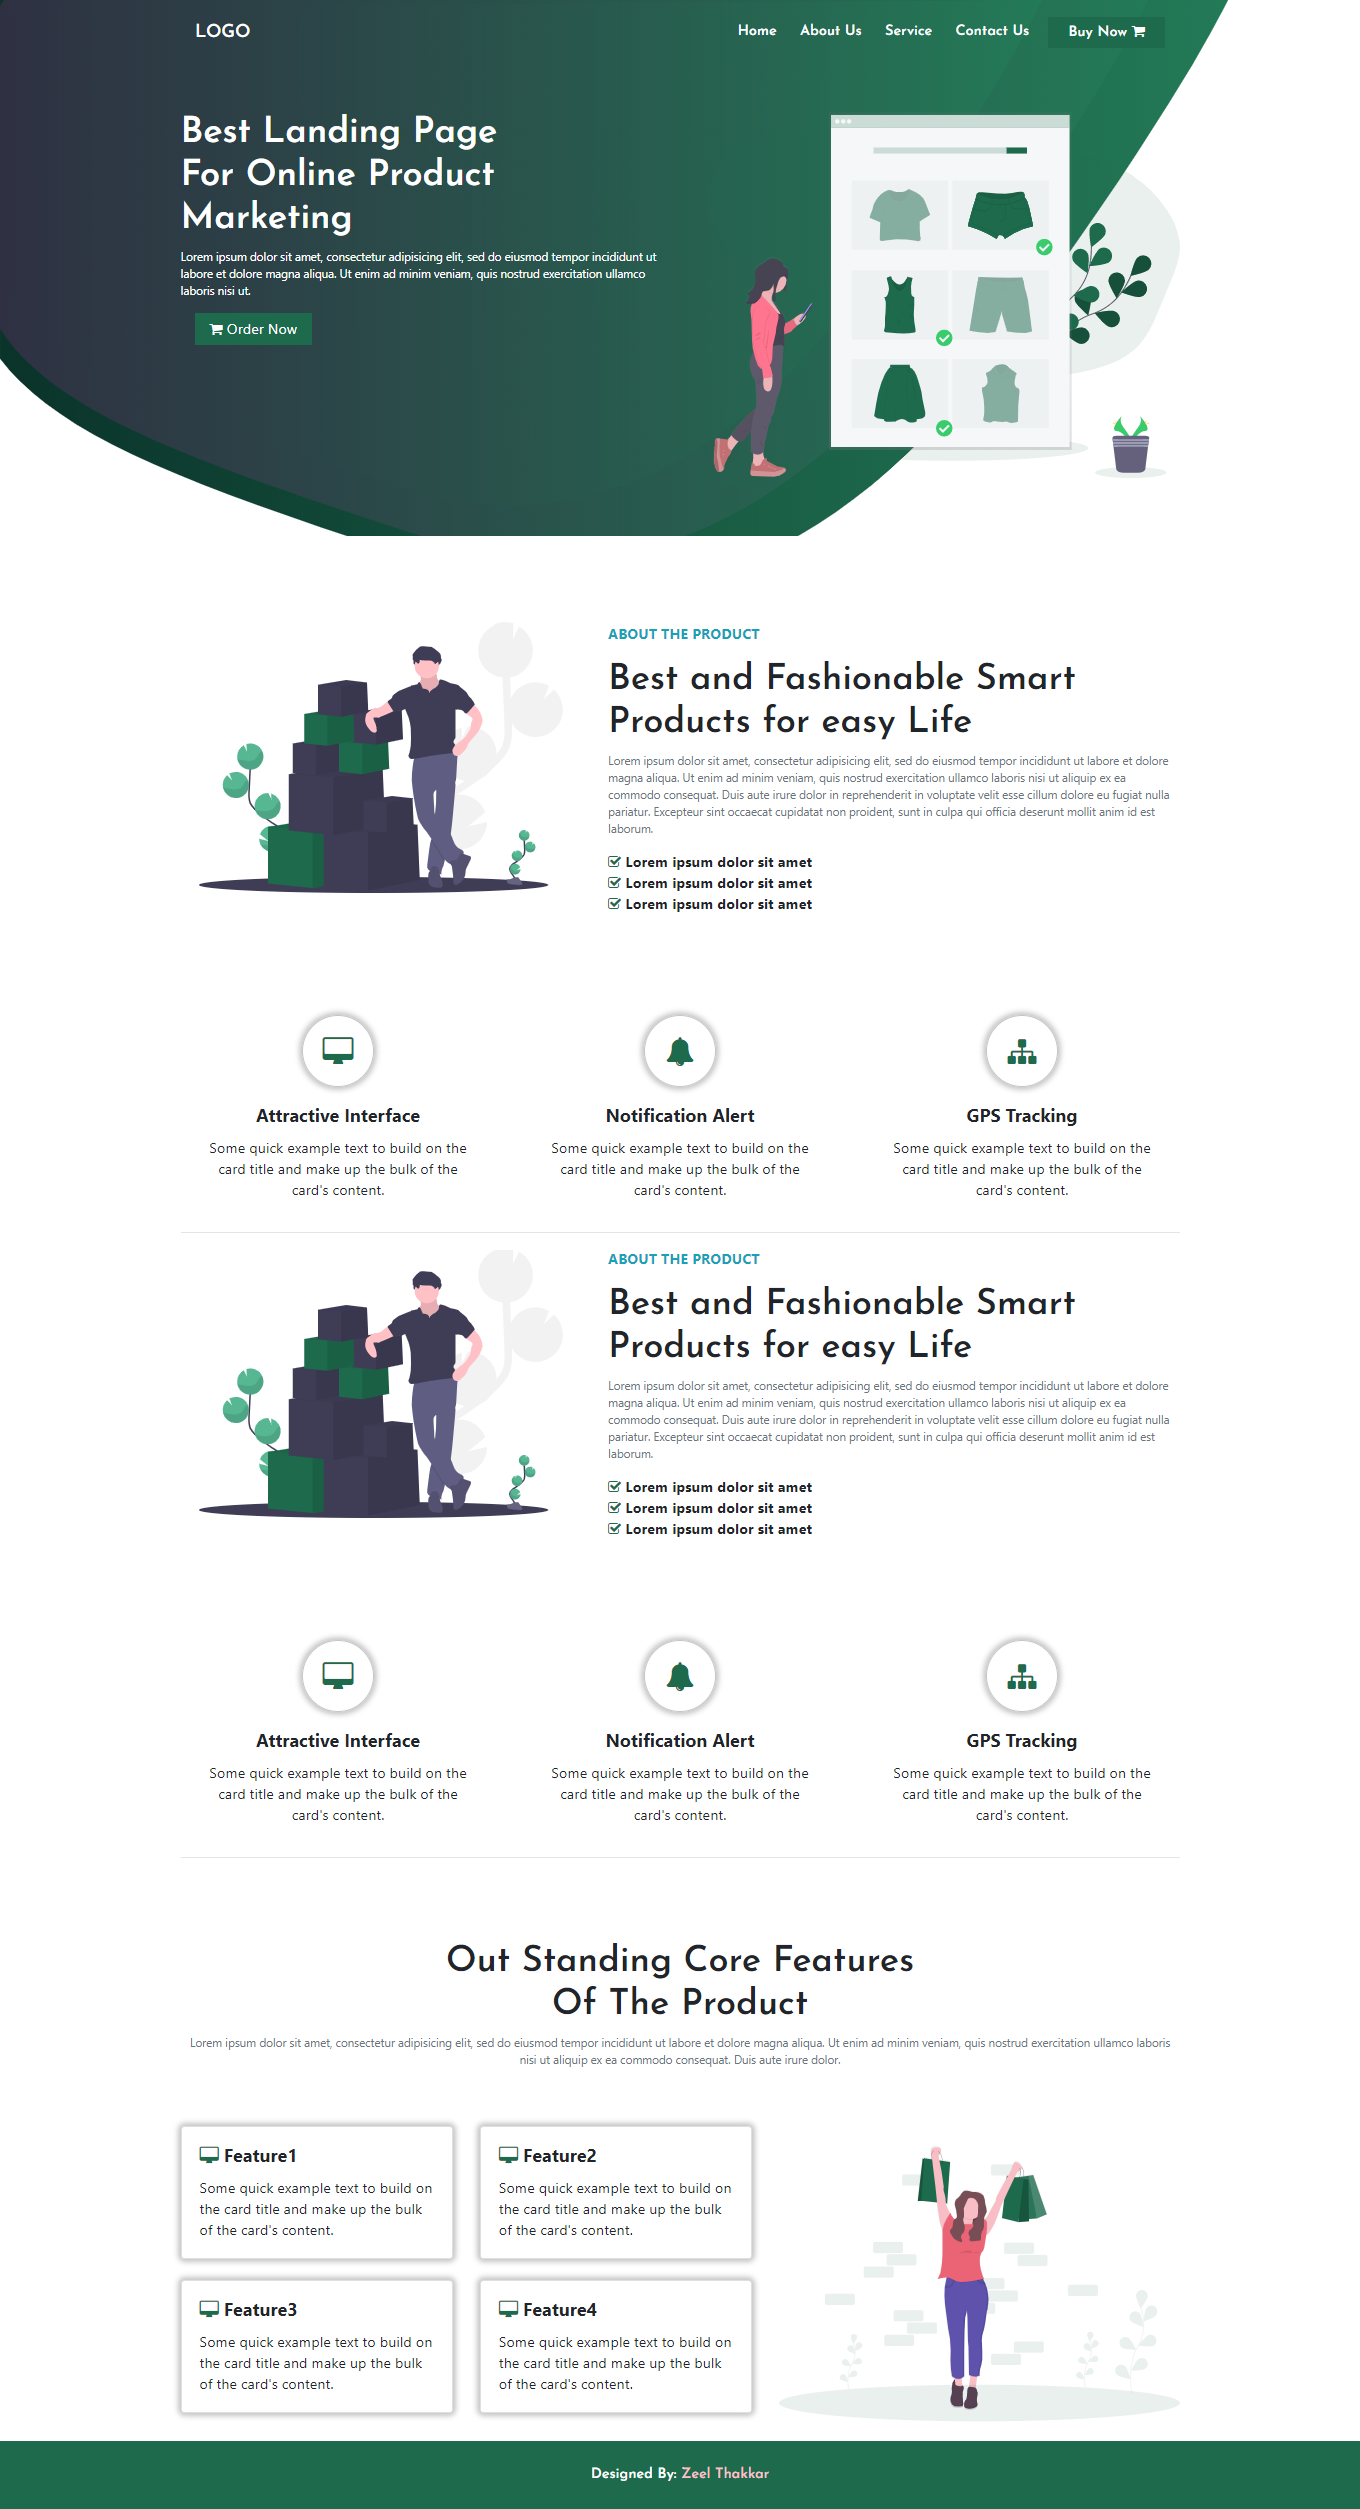 LOGO
Home About Us Service Contact Us Buy Now
Best Landing Page
For Online Product
Marketing
Lorem ipsum dolor sit amet, consectetur adipisicing elit, sed do eiusmod tempor incididunt ut
labore et dolore magna aliqua. Ut enim ad minim veniam, quis nostrud exercitation ullamco
laboris nisi ut.
Order Now
ABOUT THE PRODUCT
Best and Fashionable Smart
Products for easy Life
Lorem ipsum dolor sit amet, consectetur adipisicing elit, sed do eiusmod tempor incididunt ut labore et dolore
magna aliqua. Ut enim ad minim veniam, quis nostrud exercitation ullamco laboris nisi ut aliquip ex ea
commodo consequat. Duis aute irure dolor in reprehenderit in voluptate velit esse cillum dolore eu fugiat nulla
pariatur. Excepteur sint occaecat cupidatat non proident, sunt in culpa qui officia deserunt mollit anim id est
laborum.
Lorem ipsum dolor sit amet
Lorem ipsum dolor sit amet
Lorem ipsum dolor sit amet
Attractive Interface
Some quick example text to build on the
card title and make up the bulk of the
card's content.
Notification Alert
Some quick example text to build on the
card title and make up the bulk of the
card's content.
GPS Tracking
Some quick example text to build on the
card title and make up the bulk of the
card's content.
ABOUT THE PRODUCT
Best and Fashionable Smart
Products for easy Life
Lorem ipsum dolor sit amet, consectetur adipisicing elit, sed do eiusmod tempor incididunt ut labore et dolore
magna aliqua. Ut enim ad minim veniam, quis nostrud exercitation ullamco laboris nisi ut aliquip ex ea
commodo consequat. Duis aute irure dolor in reprehenderit in voluptate velit esse cillum dolore eu fugiat nulla
pariatur. Excepteur sint occaecat cupidatat non proident, sunt in culpa qui officia deserunt mollit anim id est
laborum.
Lorem ipsum dolor sit amet
Lorem ipsum dolor sit amet
Lorem ipsum dolor sit amet
Attractive Interface
Some quick example text to build on the
card title and make up the bulk of the
card's content.
Notification Alert
Some quick example text to build on the
card title and make up the bulk of the
card's content.
GPS Tracking
Some quick example text to build on the
card title and make up the bulk of the
card's content.
Out Standing Core Features
Of The Product
Lorem ipsum dolor sit amet, consectetur adipisicing elit, sed do eiusmod tempor incididunt ut labore et dolore magna aliqua. Ut enim ad minim veniam, quis nostrud exercitation ullamco laboris
nisi ut aliquip ex ea commodo consequat. Duis aute irure dolor.
Feature1
Some quick example text to build on
the card title and make up the bulk
of the card's content.
Feature2
Some quick example text to build on
the card title and make up the bulk
of the card's content.
Feature3
Some quick example text to build on
the card title and make up the bulk
of the card's content.
Feature4
Some quick example text to build on
the card title and make up the bulk
of the card's content.
Designed By: Zeel Thakkar